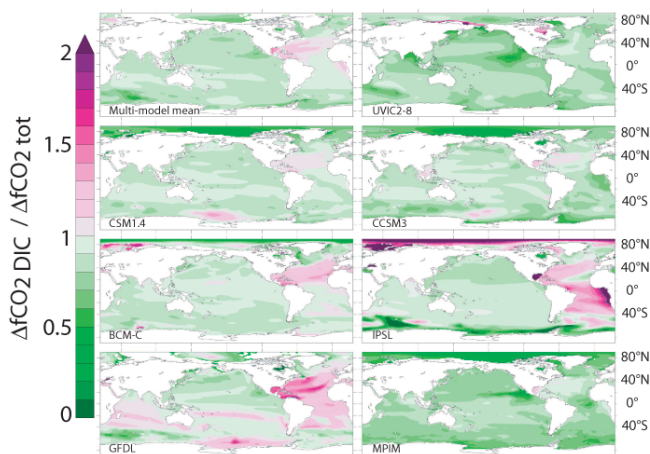 ΔfCO2 DIC / ΔfCO2 tot
2
1.5
1
0.5
0
Multi-model mean
UVIC2-8
80°N
40°N
0°
40°S
CSM1.4
CCSM3
80°N
40°N
0°
40°S
BCM-C
IPSL
80°N
40°N
0°
40°S
GFDL
MPIM
80°N
40°N
0°
40°S